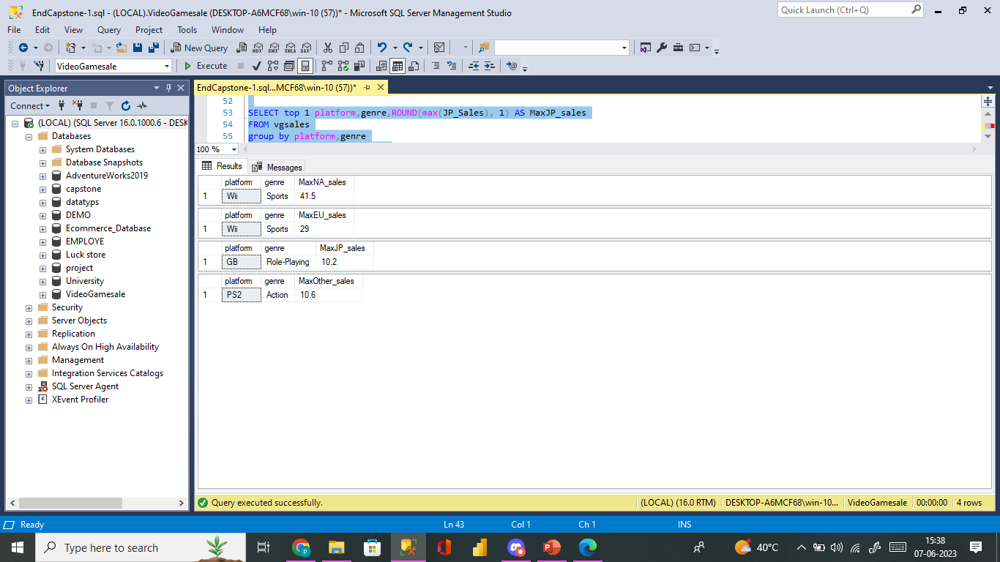 EndCapstone-1.sql - (LOCAL).VideoGamesale (DESKTOP-A6MCF68\win-10 (57))* - Microsoft SQL Server Management Studio
Quick Launch (Ctrl+Q)
File Edit View Query Project Tools Window Help
New Query MDX DMX XMLA DAX
VideoGamesale Execute
Object Explorer
EndCapstone-1.sql...MCF68\win-10 (57))*
Connect
(LOCAL) (SQL Server 16.0.1000.6 - DESK
Databases
System Databases
Database Snapshots
AdventureWorks2019
capstone
datatyps
DEMO
Ecommerce_Database
EMPLOYE
Luck store
project
University
VideoGamesale
Security
Server Objects
Replication
Always On High Availability
Management
Integration Services Catalogs
SQL Server Agent
XEvent Profiler
52
53 SELECT top 1 platform,genre,ROUND(max(JP_Sales), 1) AS MaxJP_sales
54 FROM vgsales
55 group by platform,genre
100 %
Results Messages
platform genre MaxNA_sales
1 Wii Sports 41.5
platform genre MaxEU_sales
1 Wii Sports 29
platform genre MaxJP_sales
1 GB Role-Playing 10.2
platform genre MaxOther_sales
1 PS2 Action 10.6
Query executed successfully. (LOCAL) (16.0 RTM) DESKTOP-A6MCF68\win-10... VideoGamesale 00:00:00 4 rows
Ready Ln 43 Col 1 Ch 1 INS
Type here to search
40°C
15:38
07-06-2023